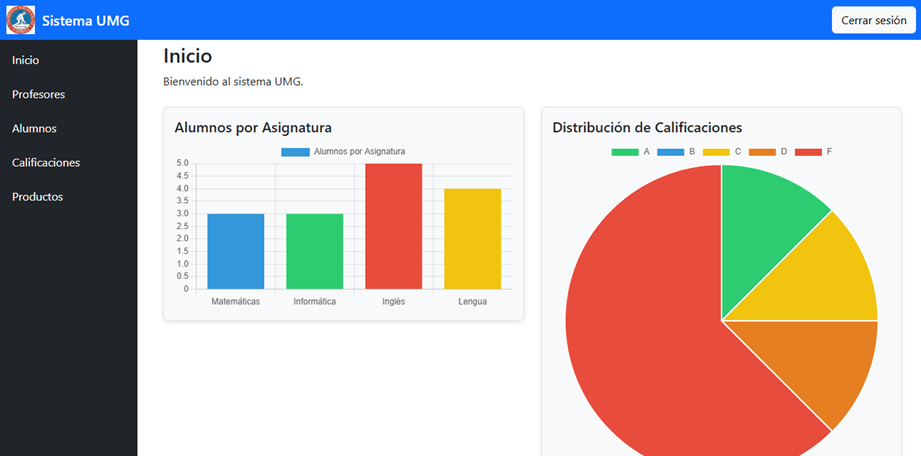 Sistema UMG
Cerrar sesión
Inicio
Profesores
Alumnos
Calificaciones
Productos
Inicio
Bienvenido al sistema UMG.
Alumnos por Asignatura
Alumnos por Asignatura
5.0
4.5
4.0
3.5
3.0
2.5
2.0
1.5
1.0
0.5
0
Matemáticas Informática Inglés Lengua
Distribución de Calificaciones
A B C D F